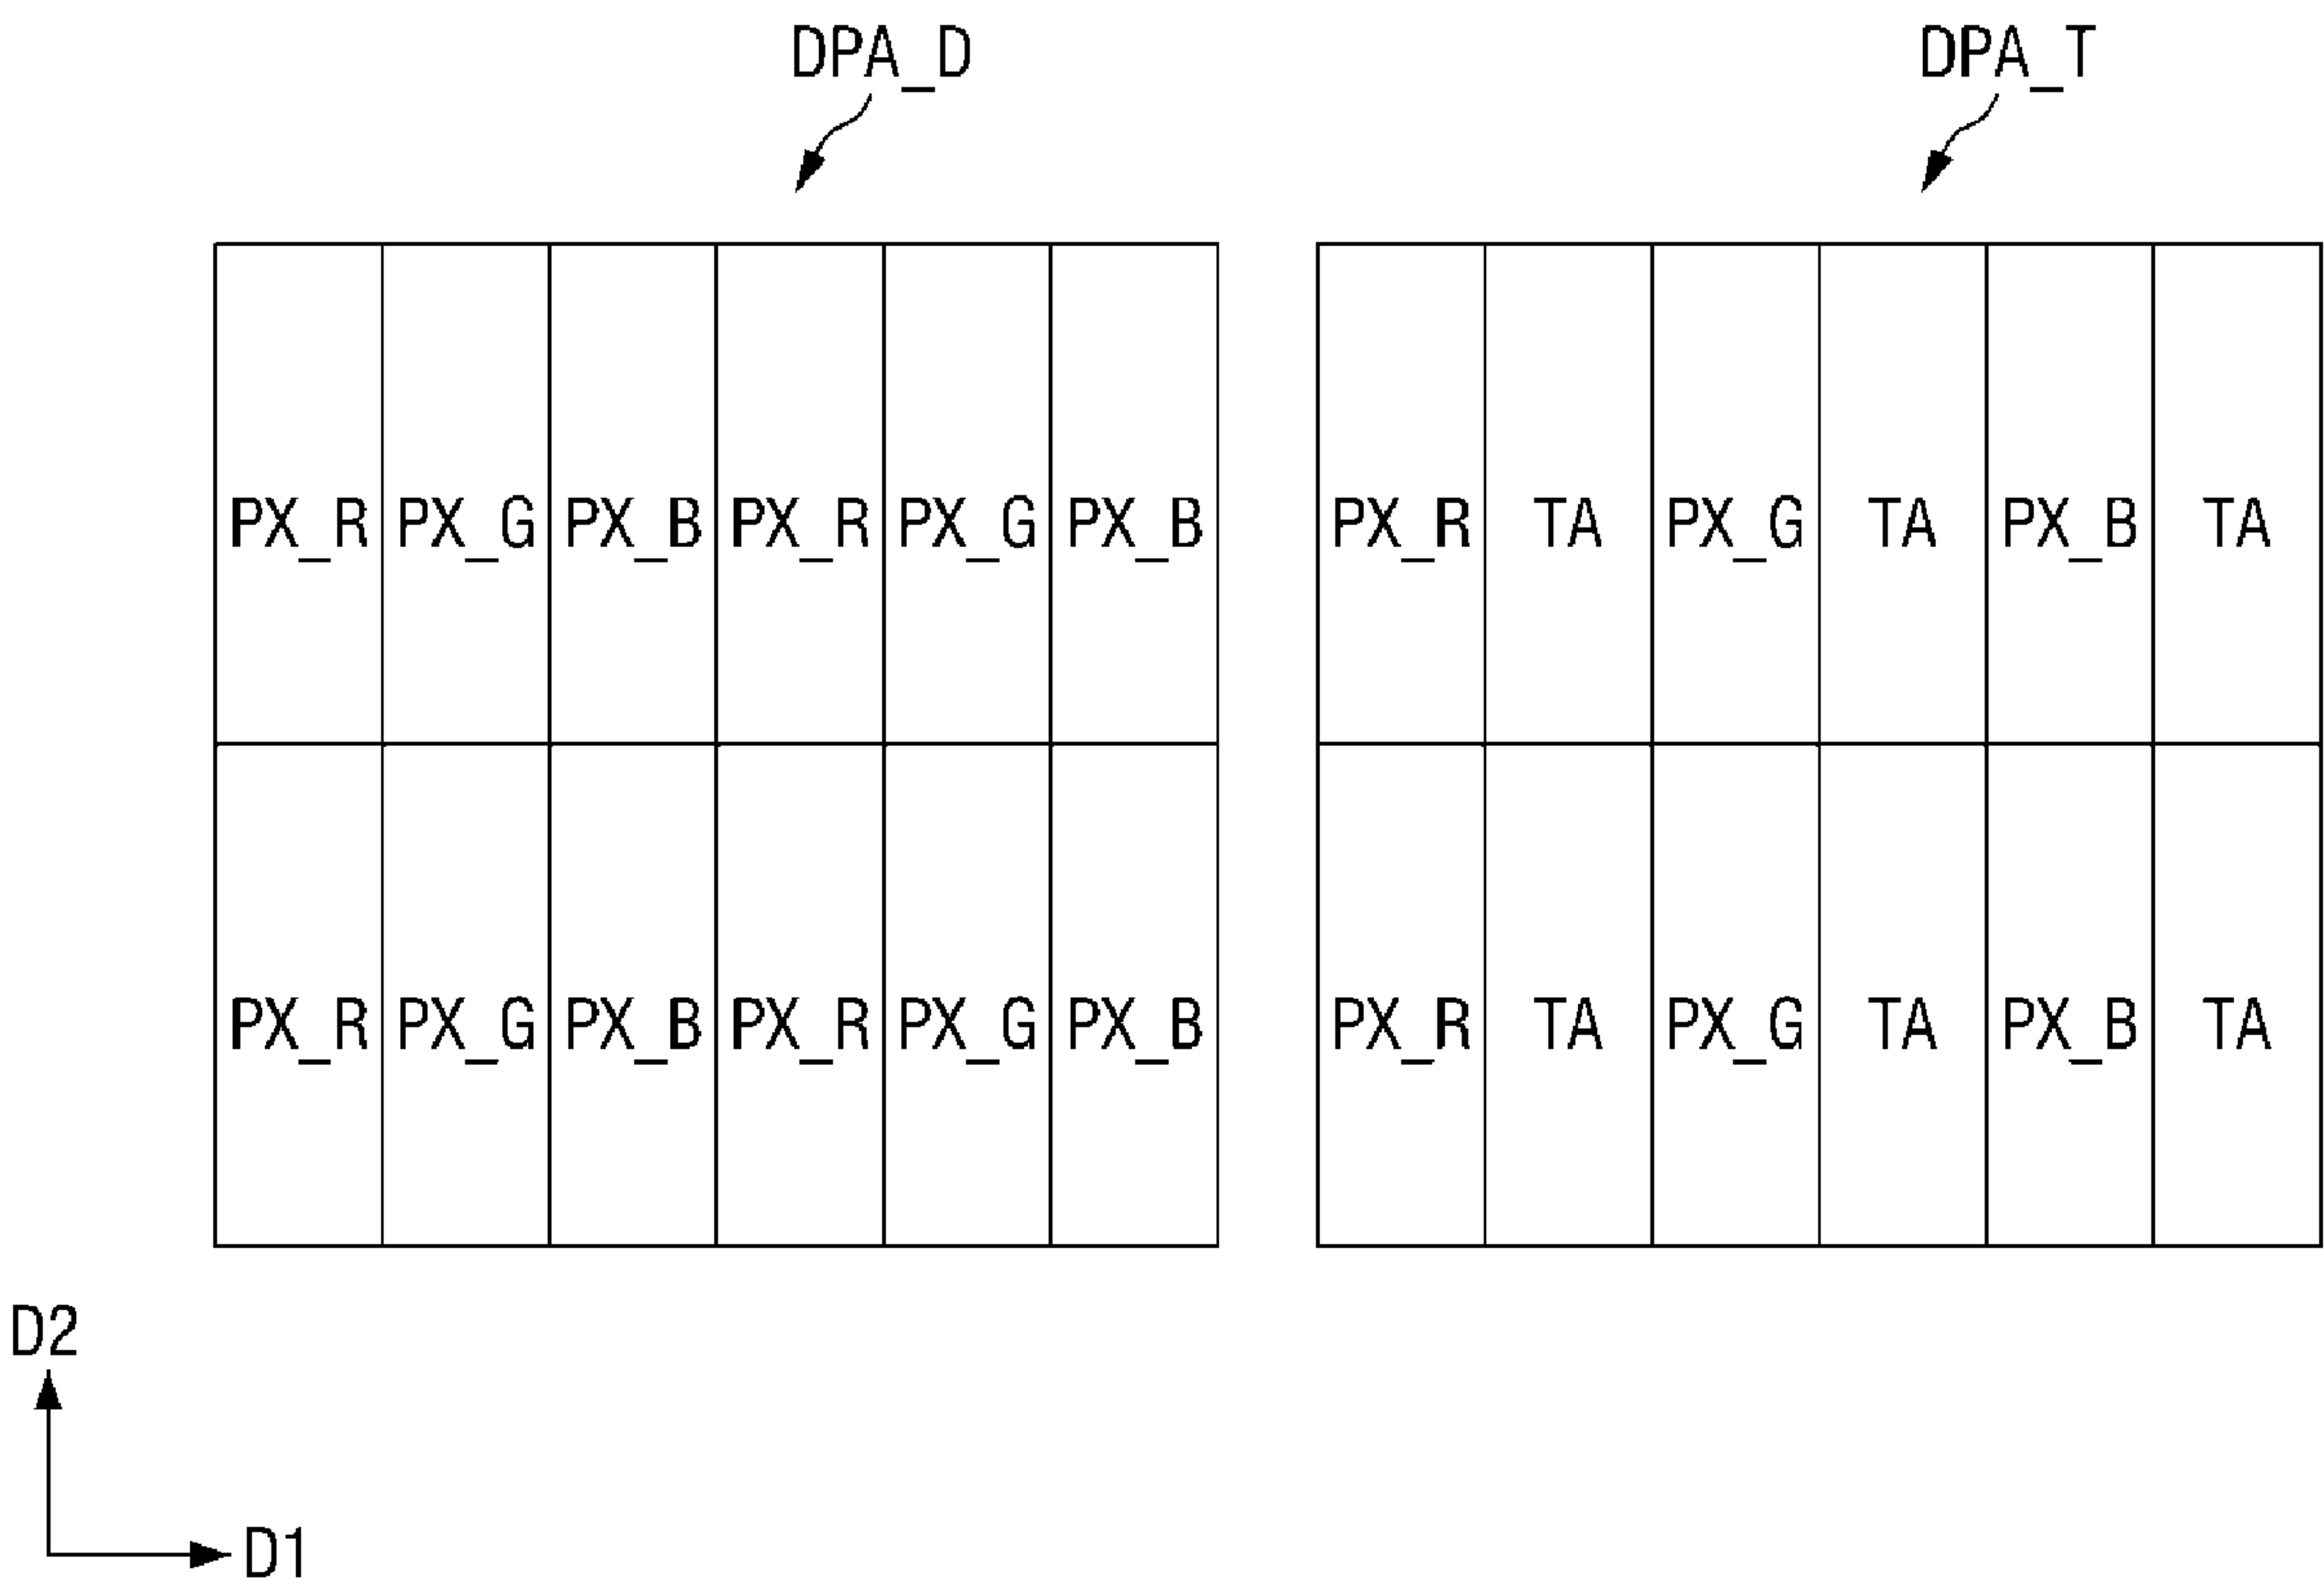 DPA_D DPA_T
PX_R PX_G PX_B PX_R PX_G PX_B PX_R TA PX_G TA PX_B TA
PX_R PX_G PX_B PX_R PX_G PX_B PX_R TA PX_G TA PX_B TA
D2
D1